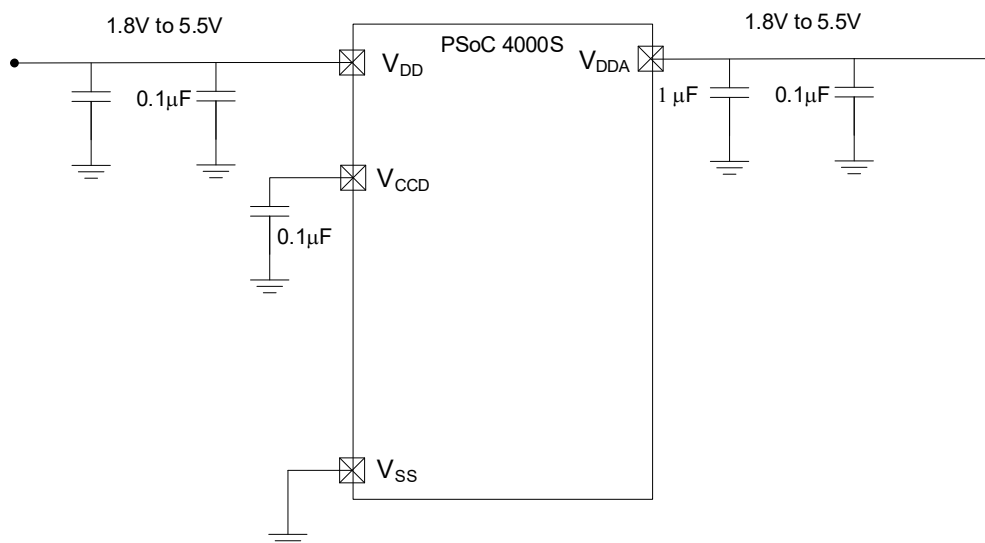 1.8V to 5.5V
1.8V to 5.5V
PSoC 4000S
VDD
VDDA
0.1μF
1 μF
0.1μF
VCCD
0.1μF
VSS